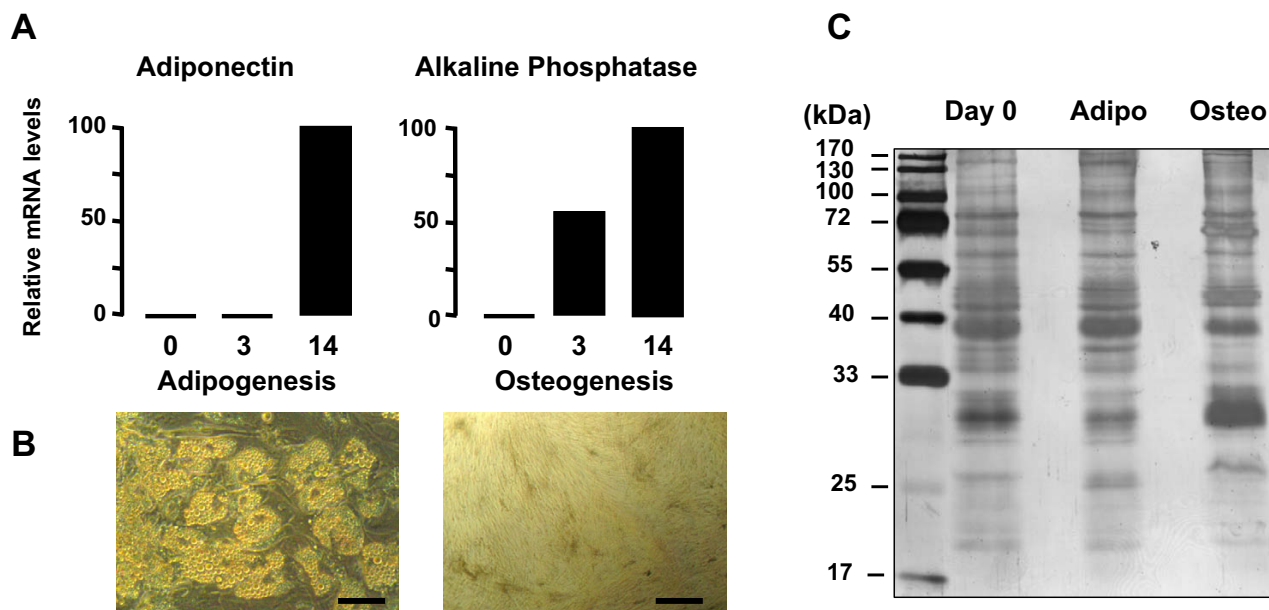 A
Adiponectin
Alkaline Phosphatase
Relative mRNA levels
100
50
0
0 3 14
Adipogenesis
100
50
0
0 3 14
Osteogenesis
B
C
(kDa) Day 0 Adipo Osteo
170
130
100
72
55
40
33
25
17